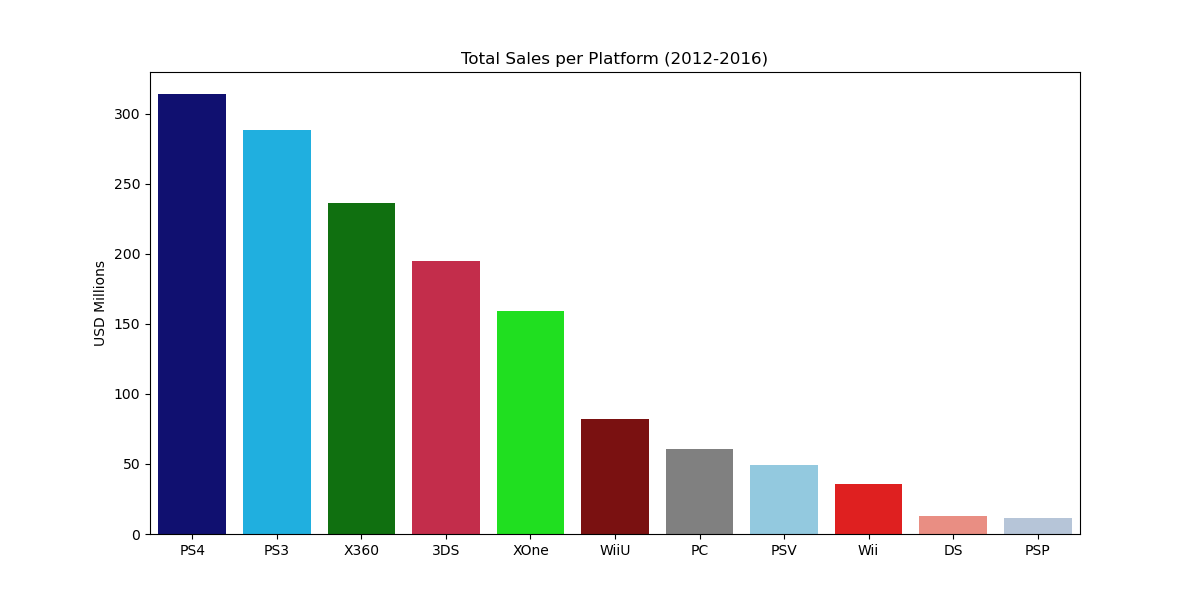 Total Sales per Platform (2012-2016)
USD Millions
300
250
200
150
100
50
0
PS4 PS3 X360 3DS XOne WiiU PC PSV Wii DS PSP